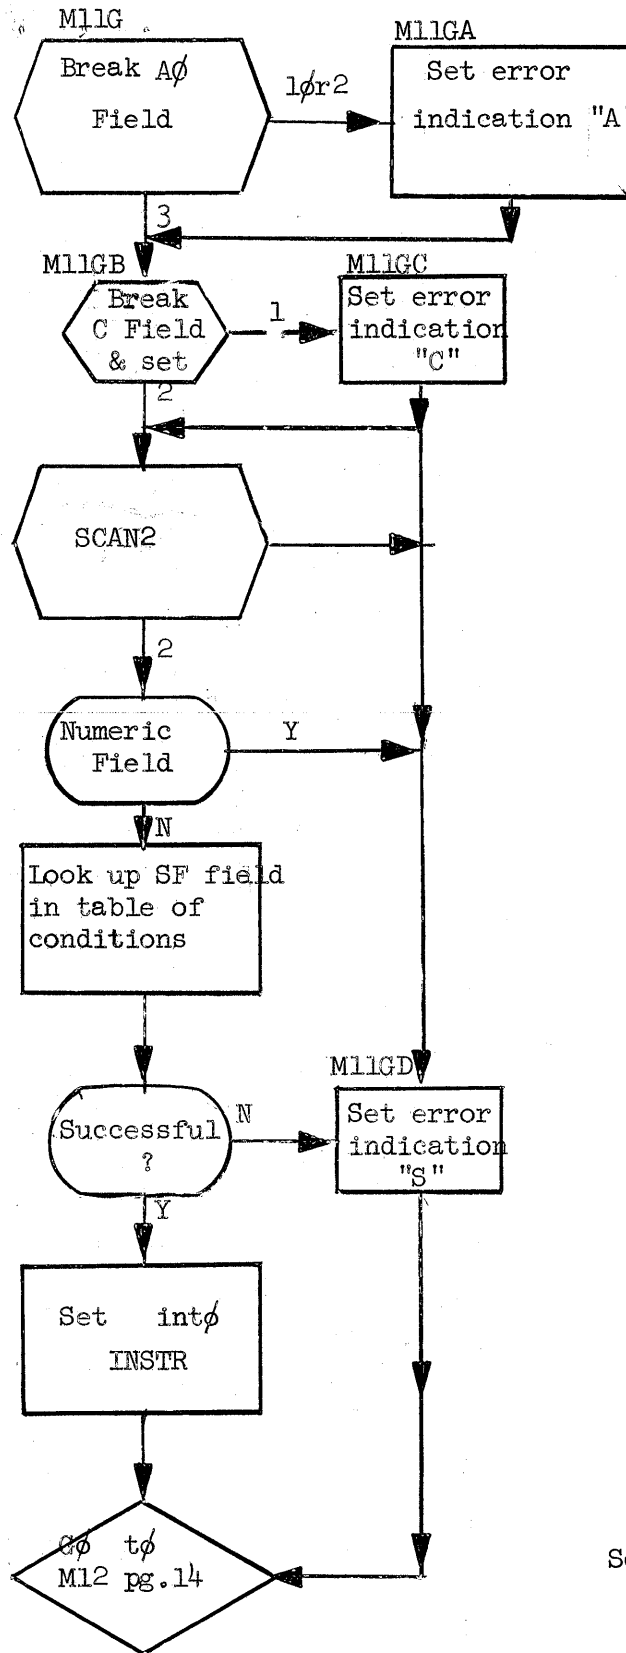 M11G
Break AØ
Field
1ør2
M11GA
Set error
indication "A
3
M11GB
Break
C Field
& set
1
M11GC
Set error
indication
"C"
2
SCAN2
2
Numeric
Field
Y
N
Look up SF field
in table of
conditions
M11GD
Successful
?
N
Set error
indication
"S"
Y
Set intø
INSTR
Gø tø
M12 pg.14